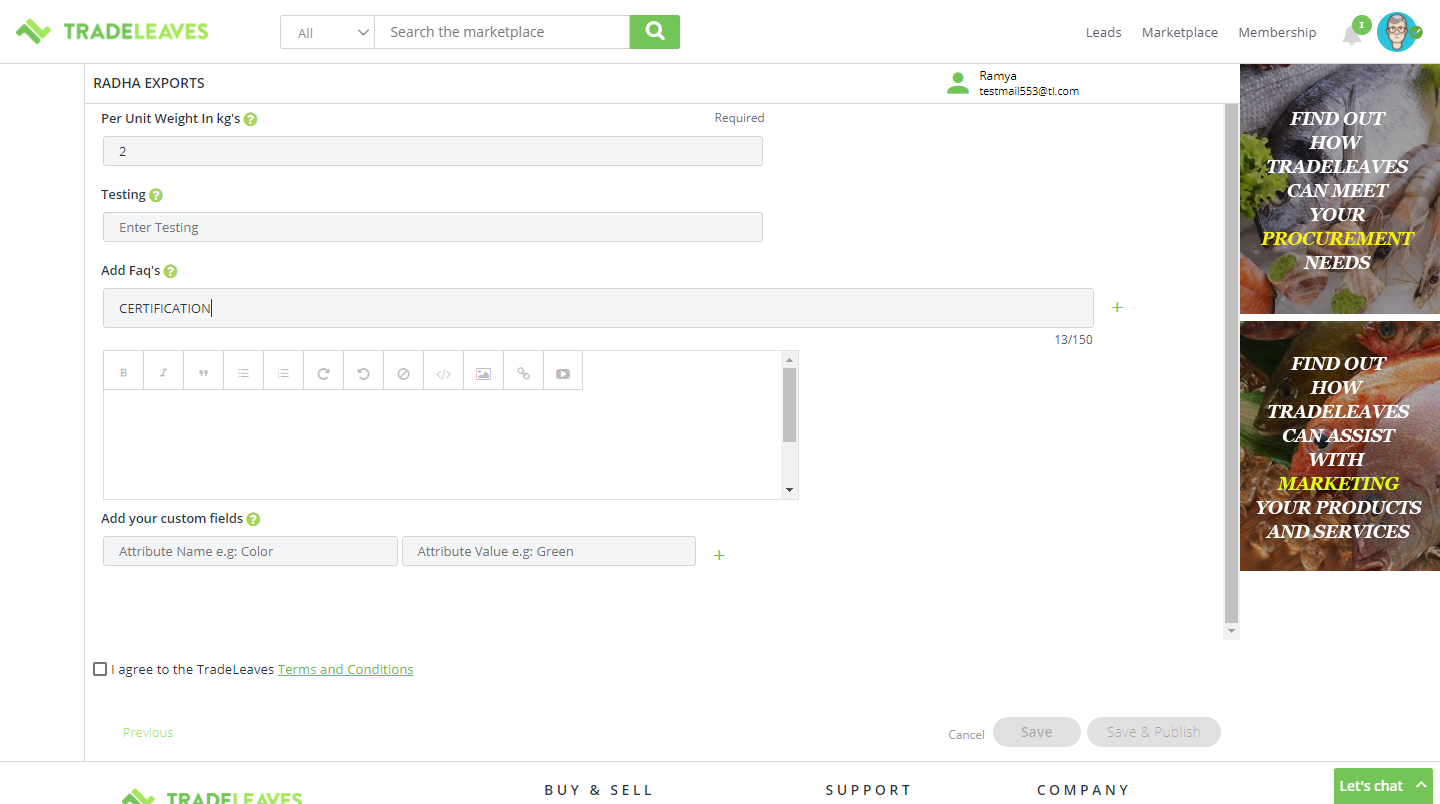 TRADELEAVES
All
Search the marketplace
Leads
Marketplace
Membership
1
RADHA EXPORTS
Ramya
testmail553@tl.com
Per Unit Weight In kg's
Required
2
Testing
Enter Testing
Add Faq's
CERTIFICATION
+
13/150
B
I
Add your custom fields
Attribute Name e.g: Color
Attribute Value e.g: Green
+
I agree to the TradeLeaves Terms and Conditions
Previous
Cancel
Save
Save & Publish
FIND OUT
HOW
TRADELEAVES
CAN MEET
YOUR
PROCUREMENT
NEEDS
FIND OUT
HOW
TRADELEAVES
CAN ASSIST
WITH
MARKETING
YOUR PRODUCTS
AND SERVICES
TRADELEAVES
BUY & SELL
SUPPORT
COMPANY
Let's chat